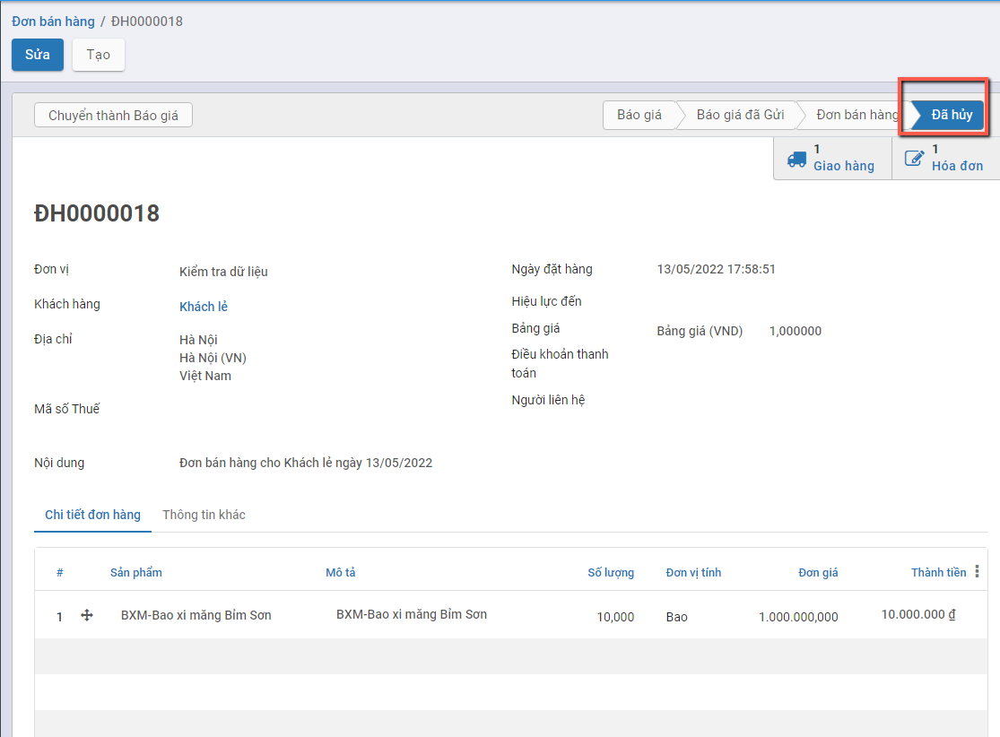 Đơn bán hàng / ĐH0000018
Sửa Tạo
Chuyển thành Báo giá Báo giá Báo giá đã Gửi Đơn bán hàng Đã hủy
1 Giao hàng
1 Hóa đơn
ĐH0000018
Đơn vị Kiểm tra dữ liệu
Khách hàng Khách lẻ
Địa chỉ Hà Nội
Hà Nội (VN)
Việt Nam
Mã số Thuế
Ngày đặt hàng 13/05/2022 17:58:51
Hiệu lực đến
Bảng giá Bảng giá (VND) 1,000000
Điều khoản thanh
toán
Người liên hệ
Nội dung Đơn bán hàng cho Khách lẻ ngày 13/05/2022
Chi tiết đơn hàng Thông tin khác
# Sản phẩm Mô tả Số lượng Đơn vị tính Đơn giá Thành tiền
1 BXM-Bao xi măng Bỉm Sơn BXM-Bao xi măng Bỉm Sơn 10,000 Bao 1.000.000,000 10.000.000 ₫